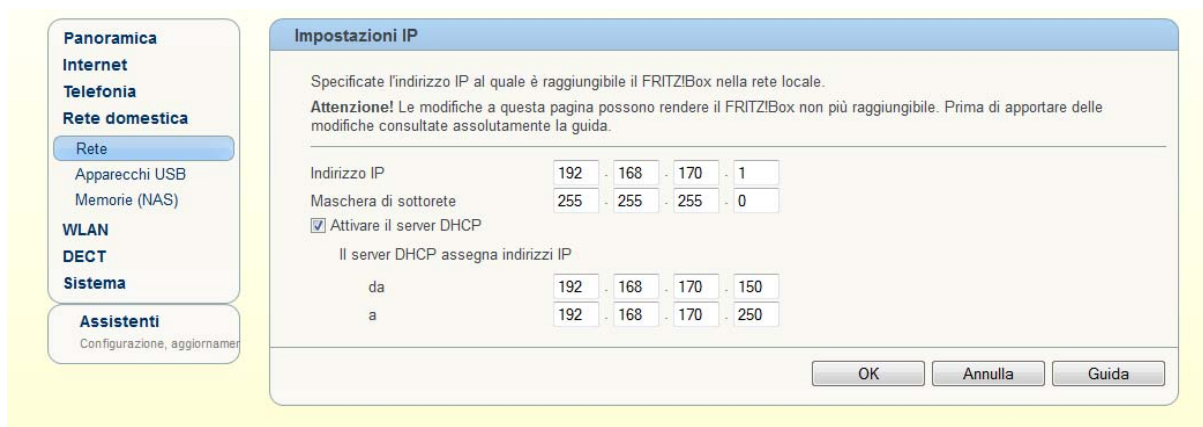 Panoramica
Internet
Telefonia
Rete domestica
Rete
Apparecchi USB
Memorie (NAS)
WLAN
DECT
Sistema
Assistenti
Configurazione, aggiornamer
Impostazioni IP
Specificate l'indirizzo IP al quale è raggiungibile il FRITZ!Box nella rete locale.
Attenzione! Le modifiche a questa pagina possono rendere il FRITZ!Box non più raggiungibile. Prima di apportare delle
modifiche consultate assolutamente la guida.
Indirizzo IP 192 . 168 . 170 . 1
Maschera di sottorete 255 . 255 . 255 . 0
Attivare il server DHCP
Il server DHCP assegna indirizzi IP
da 192 . 168 . 170 . 150
a 192 . 168 . 170 . 250
OK Annulla Guida